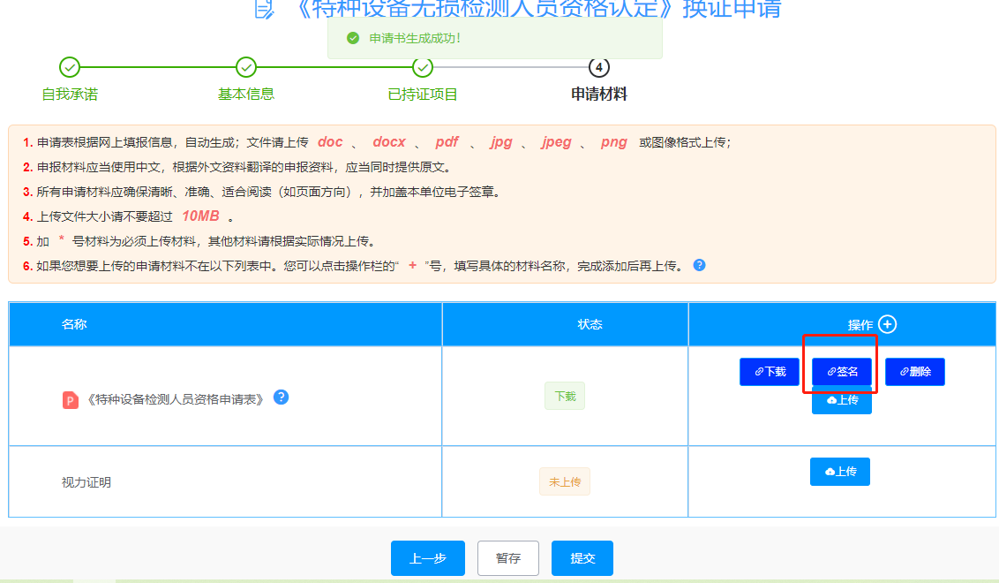 《特种设备无损检测人员资格认定》换证申请
申请书生成成功！
4
自我承诺
基本信息
已持证项目
申请材料
1. 申请表根据网上填报信息，自动生成；文件请上传 doc 、 docx 、 pdf 、 jpg 、 jpeg 、 png 或图像格式上传；
2. 申报材料应当使用中文，根据外文资料翻译的申报资料，应当同时提供原文。
3. 所有申请材料应确保清晰、准确、适合阅读（如页面方向），并加盖本单位电子签章。
4. 上传文件大小请不要超过 10MB 。
5. 加 * 号材料为必须上传材料，其他材料请根据实际情况上传。
6. 如果您想要上传的申请材料不在以下列表中。您可以点击操作栏的“ + ”号，填写具体的材料名称，完成添加后再上传。 ?
名称
状态
操作
下载
签名
删除
P 《特种设备检测人员资格申请表》 ?
下载
上传
视力证明
未上传
上传
上一步
暂存
提交